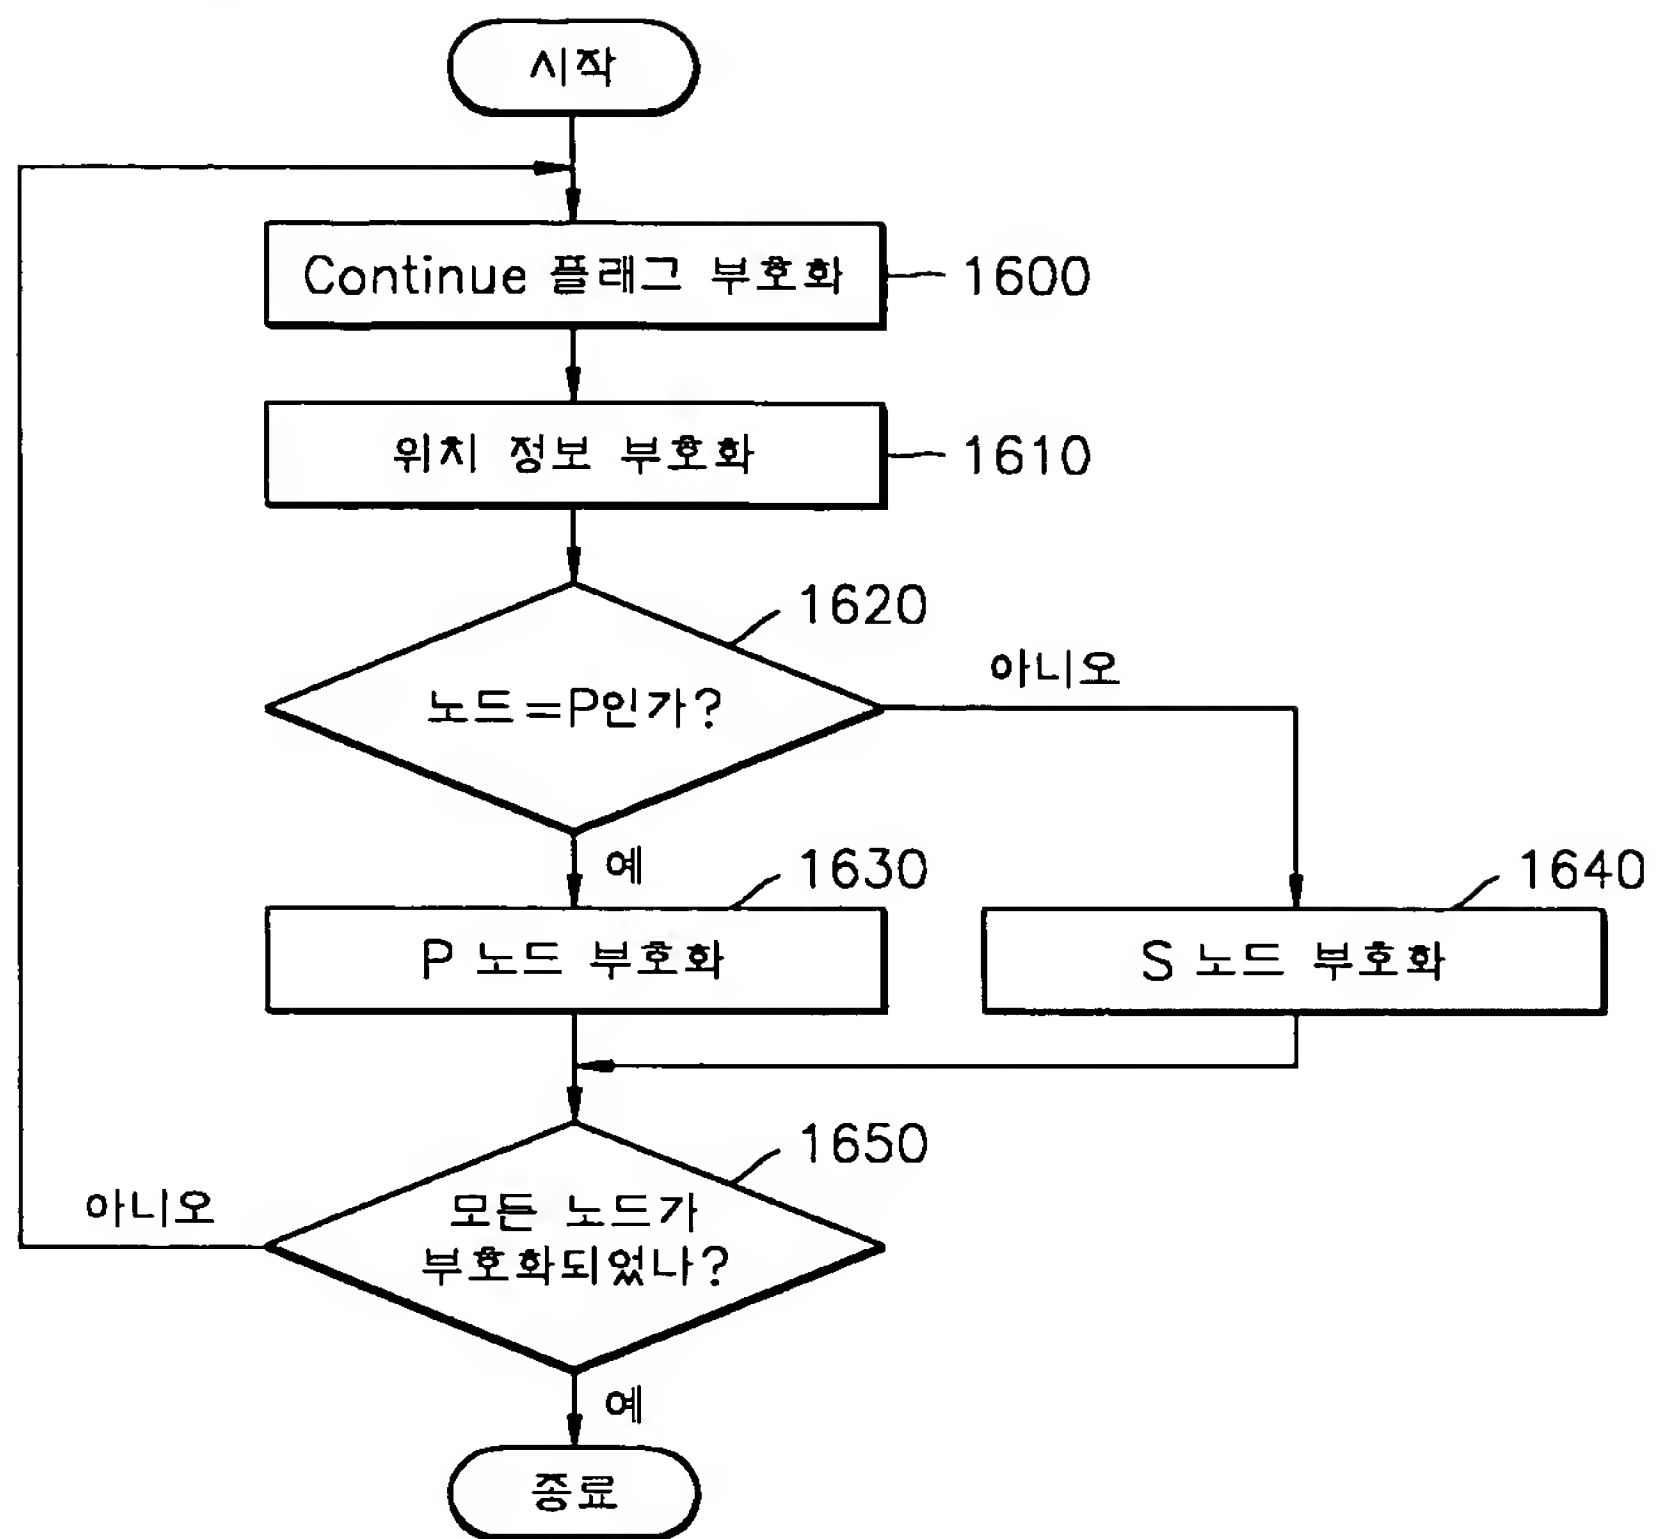 시작
Continue 플래그 부호화
1600
위치 정보 부호화
1610
1620
노드=P인가?
아니오
예
1630
P 노드 부호화
1640
S 노드 부호화
1650
모든 노드가
부호화되었나?
아니오
예
종료